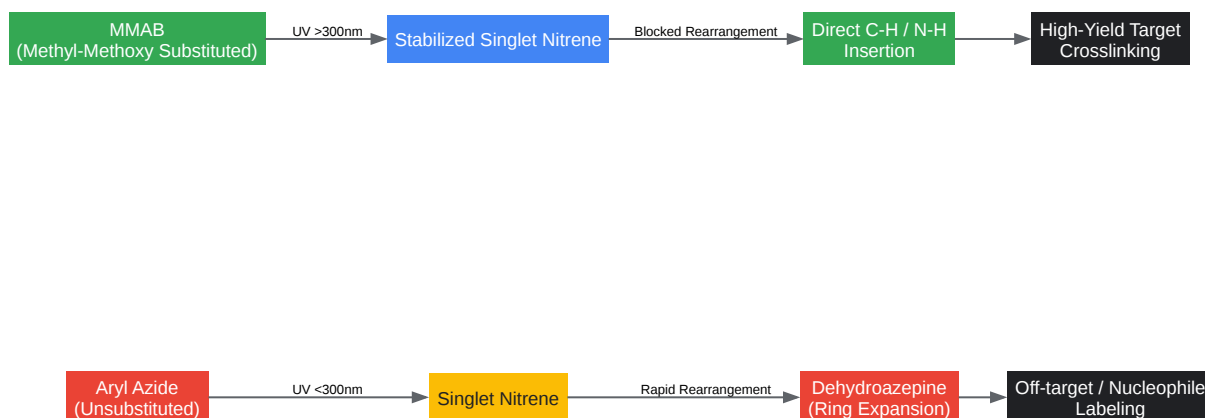 MMAB
(Methyl-Methoxy Substituted)
UV >300nm
Stabilized Singlet Nitrene
Blocked Rearrangement
Direct C-H / N-H
Insertion
High-Yield Target
Crosslinking
Aryl Azide
(Unsubstituted)
UV <300nm
Singlet Nitrene
Rapid Rearrangement
Dehydroazepine
(Ring Expansion)
Off-target / Nucleophile
Labeling